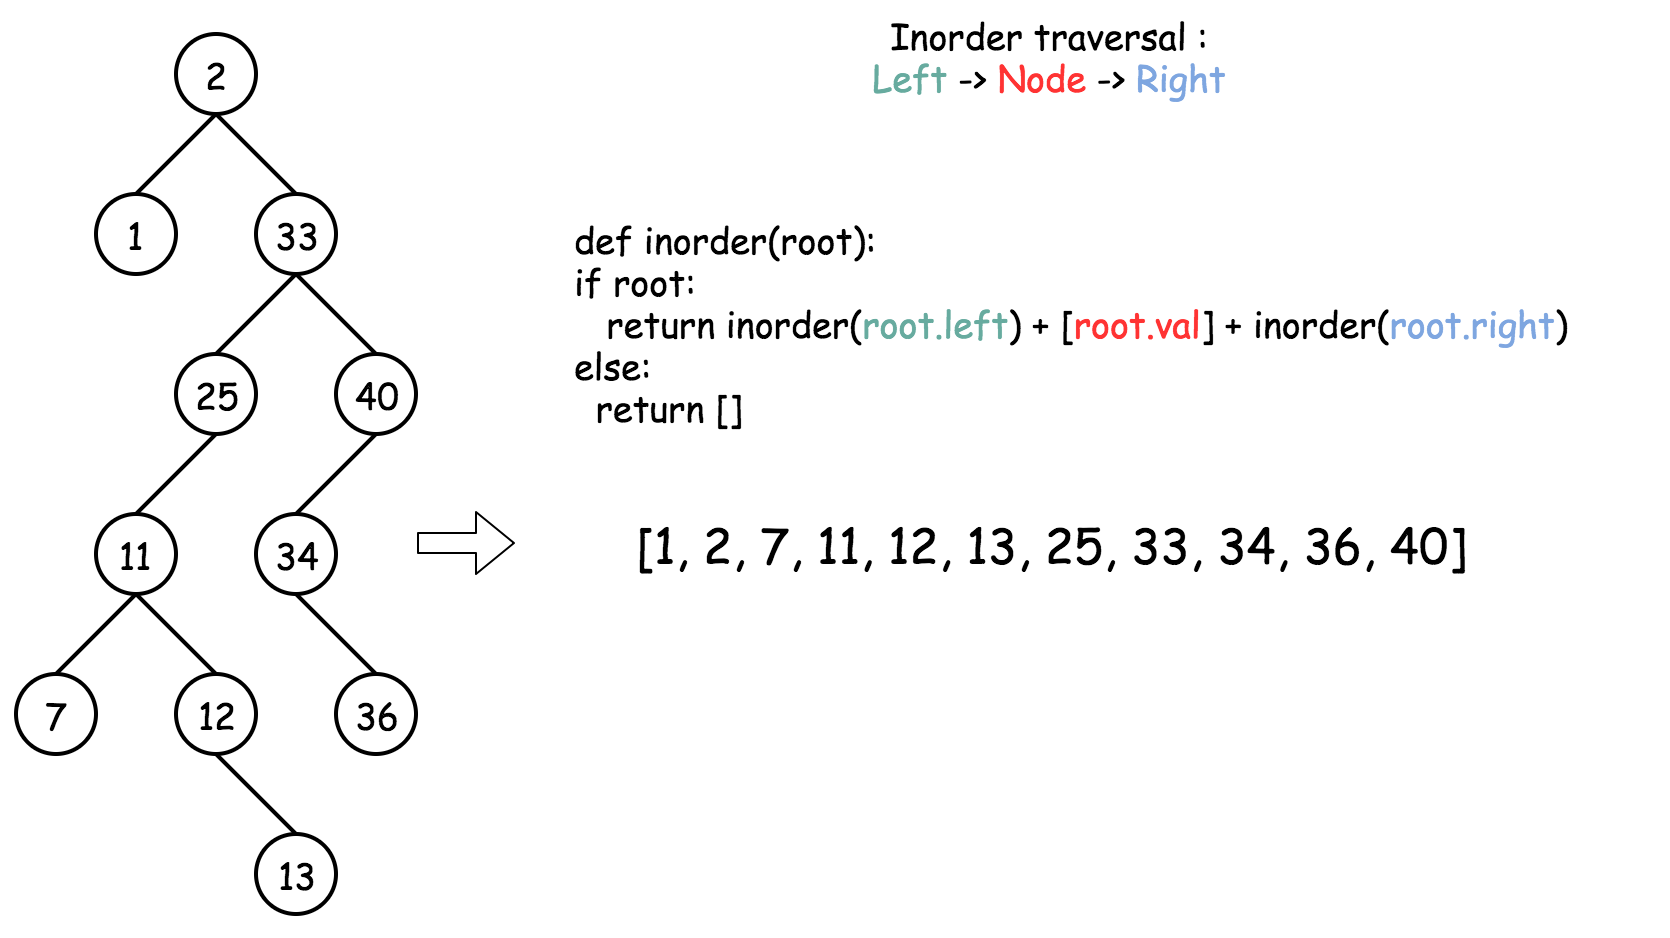 Inorder traversal :
Left -> Node -> Right
2
1
33
def inorder(root):
if root:
return inorder(root.left) + [root.val] + inorder(root.right)
else:
return []
25
40
11
34
[1, 2, 7, 11, 12, 13, 25, 33, 34, 36, 40]
7
12
36
13